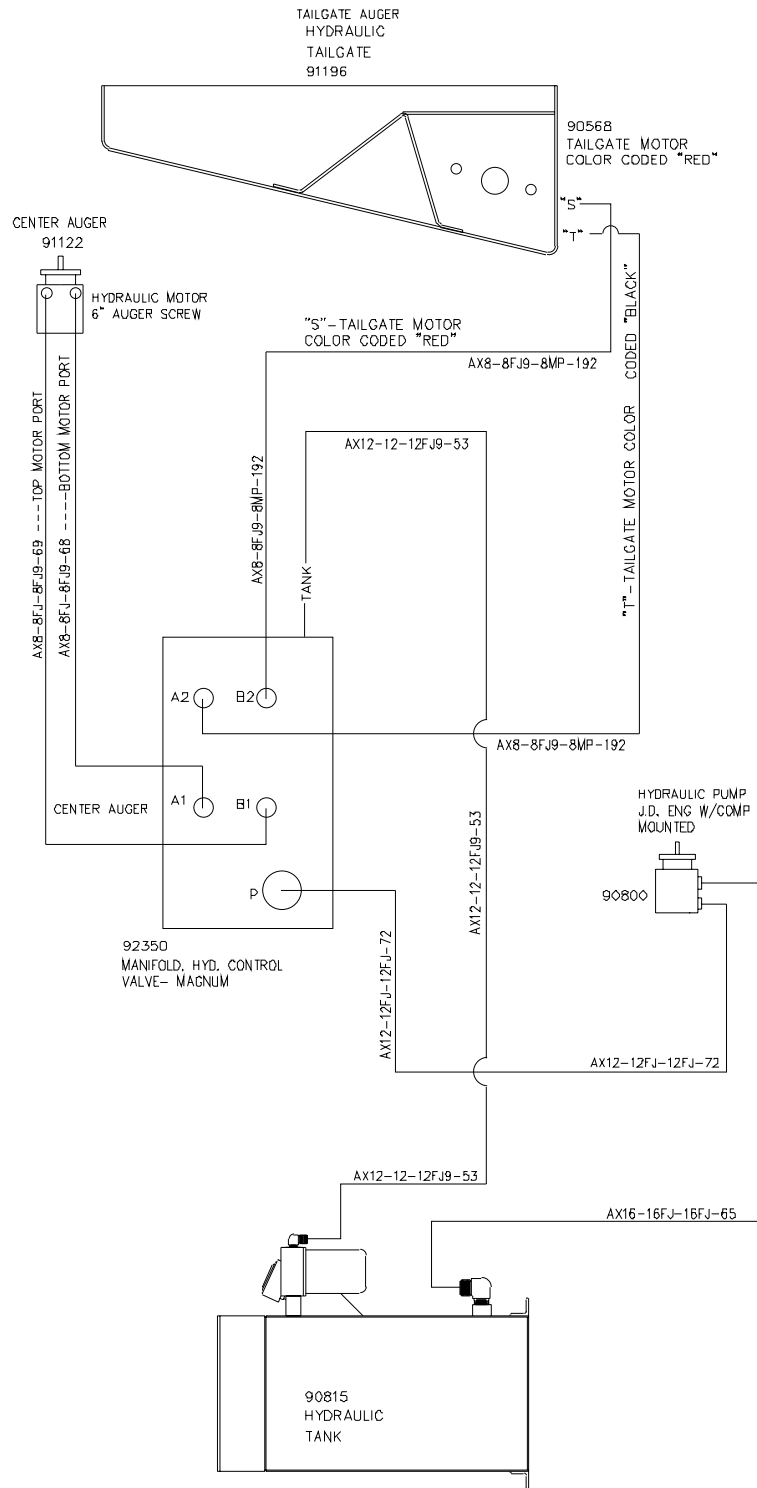 TAILGATE AUGER
HYDRAULIC
TAILGATE
91196
90568
TAILGATE MOTOR
COLOR CODED "RED"
"S"
"T"
CENTER AUGER
91122
HYDRAULIC MOTOR
6" AUGER SCREW
"S"-TAILGATE MOTOR
COLOR CODED "RED"
AX8-8FJ9-8MP-192
"T"-TAILGATE MOTOR COLOR CODED "BLACK"
AX12-12-12FJ9-53
AX8-8FJ-8FJ9-69 ---TOP MOTOR PORT
AX8-8FJ-8FJ9-68 ----BOTTOM MOTOR PORT
AX8-8FJ9-8MP-192
TANK
A2
B2
AX8-8FJ9-8MP-192
CENTER AUGER
A1
B1
P
HYDRAULIC PUMP
J.D. ENG W/COMP
MOUNTED
90800
AX12-12-12FJ9-53
92350
MANIFOLD, HYD. CONTROL
VALVE- MAGNUM
AX12-12FJ-12FJ-72
AX12-12FJ-12FJ-72
AX12-12-12FJ9-53
AX16-16FJ-16FJ-65
90815
HYDRAULIC
TANK